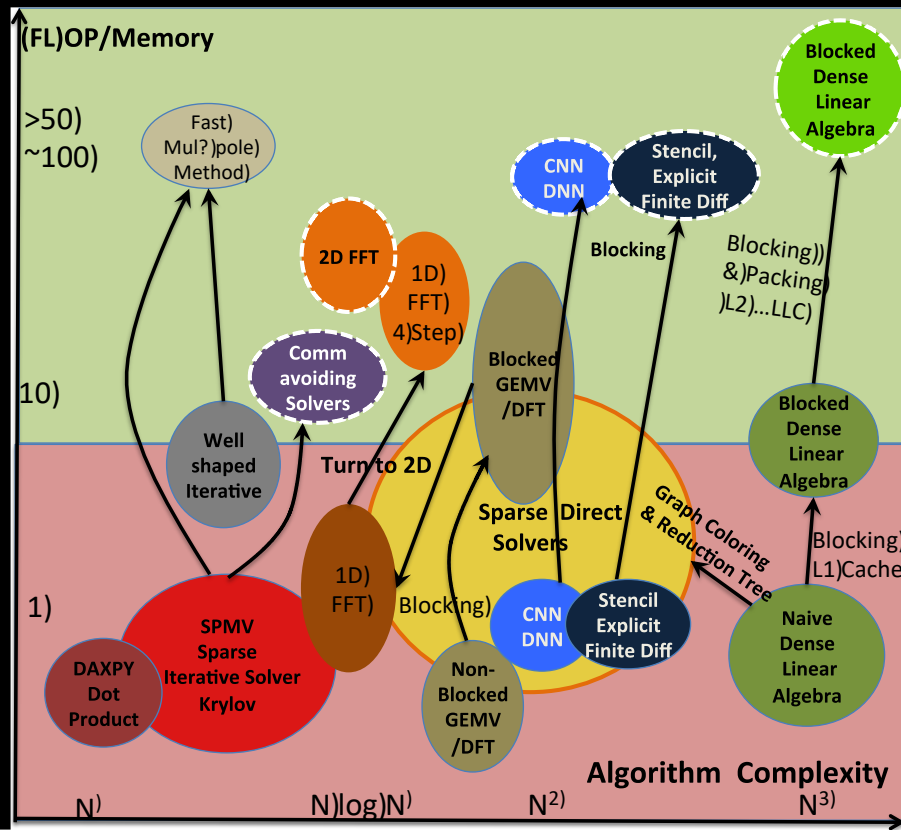 (FL)OP/Memory
>50)
~100)
10)
1)
Fast)
Mul?)pole)
Method)
2D FFT
1D)
FFT)
4)Step)
Comm
avoiding
Solvers
CNN
DNN
Stencil,
Explicit
Finite Diff
Blocking
Blocked
Dense
Linear
Algebra
Blocking))
&)Packing)
)L2)...LLC)
Blocked
GEMV
/DFT
Well
shaped
Iterative
Turn to 2D
Blocked
Dense
Linear
Algebra
Sparse Direct
Solvers
Graph Coloring
& Reduction Tree
Blocking)
L1)Cache
1D)
FFT)
Blocking)
CNN
DNN
Stencil
Explicit
Finite Diff
Naive
Dense
Linear
Algebra
SPMV
Sparse
Iterative Solver
Krylov
DAXPY
Dot
Product
Non-
Blocked
GEMV
/DFT
Algorithm Complexity
N)
N)log)N)
N2)
N3)